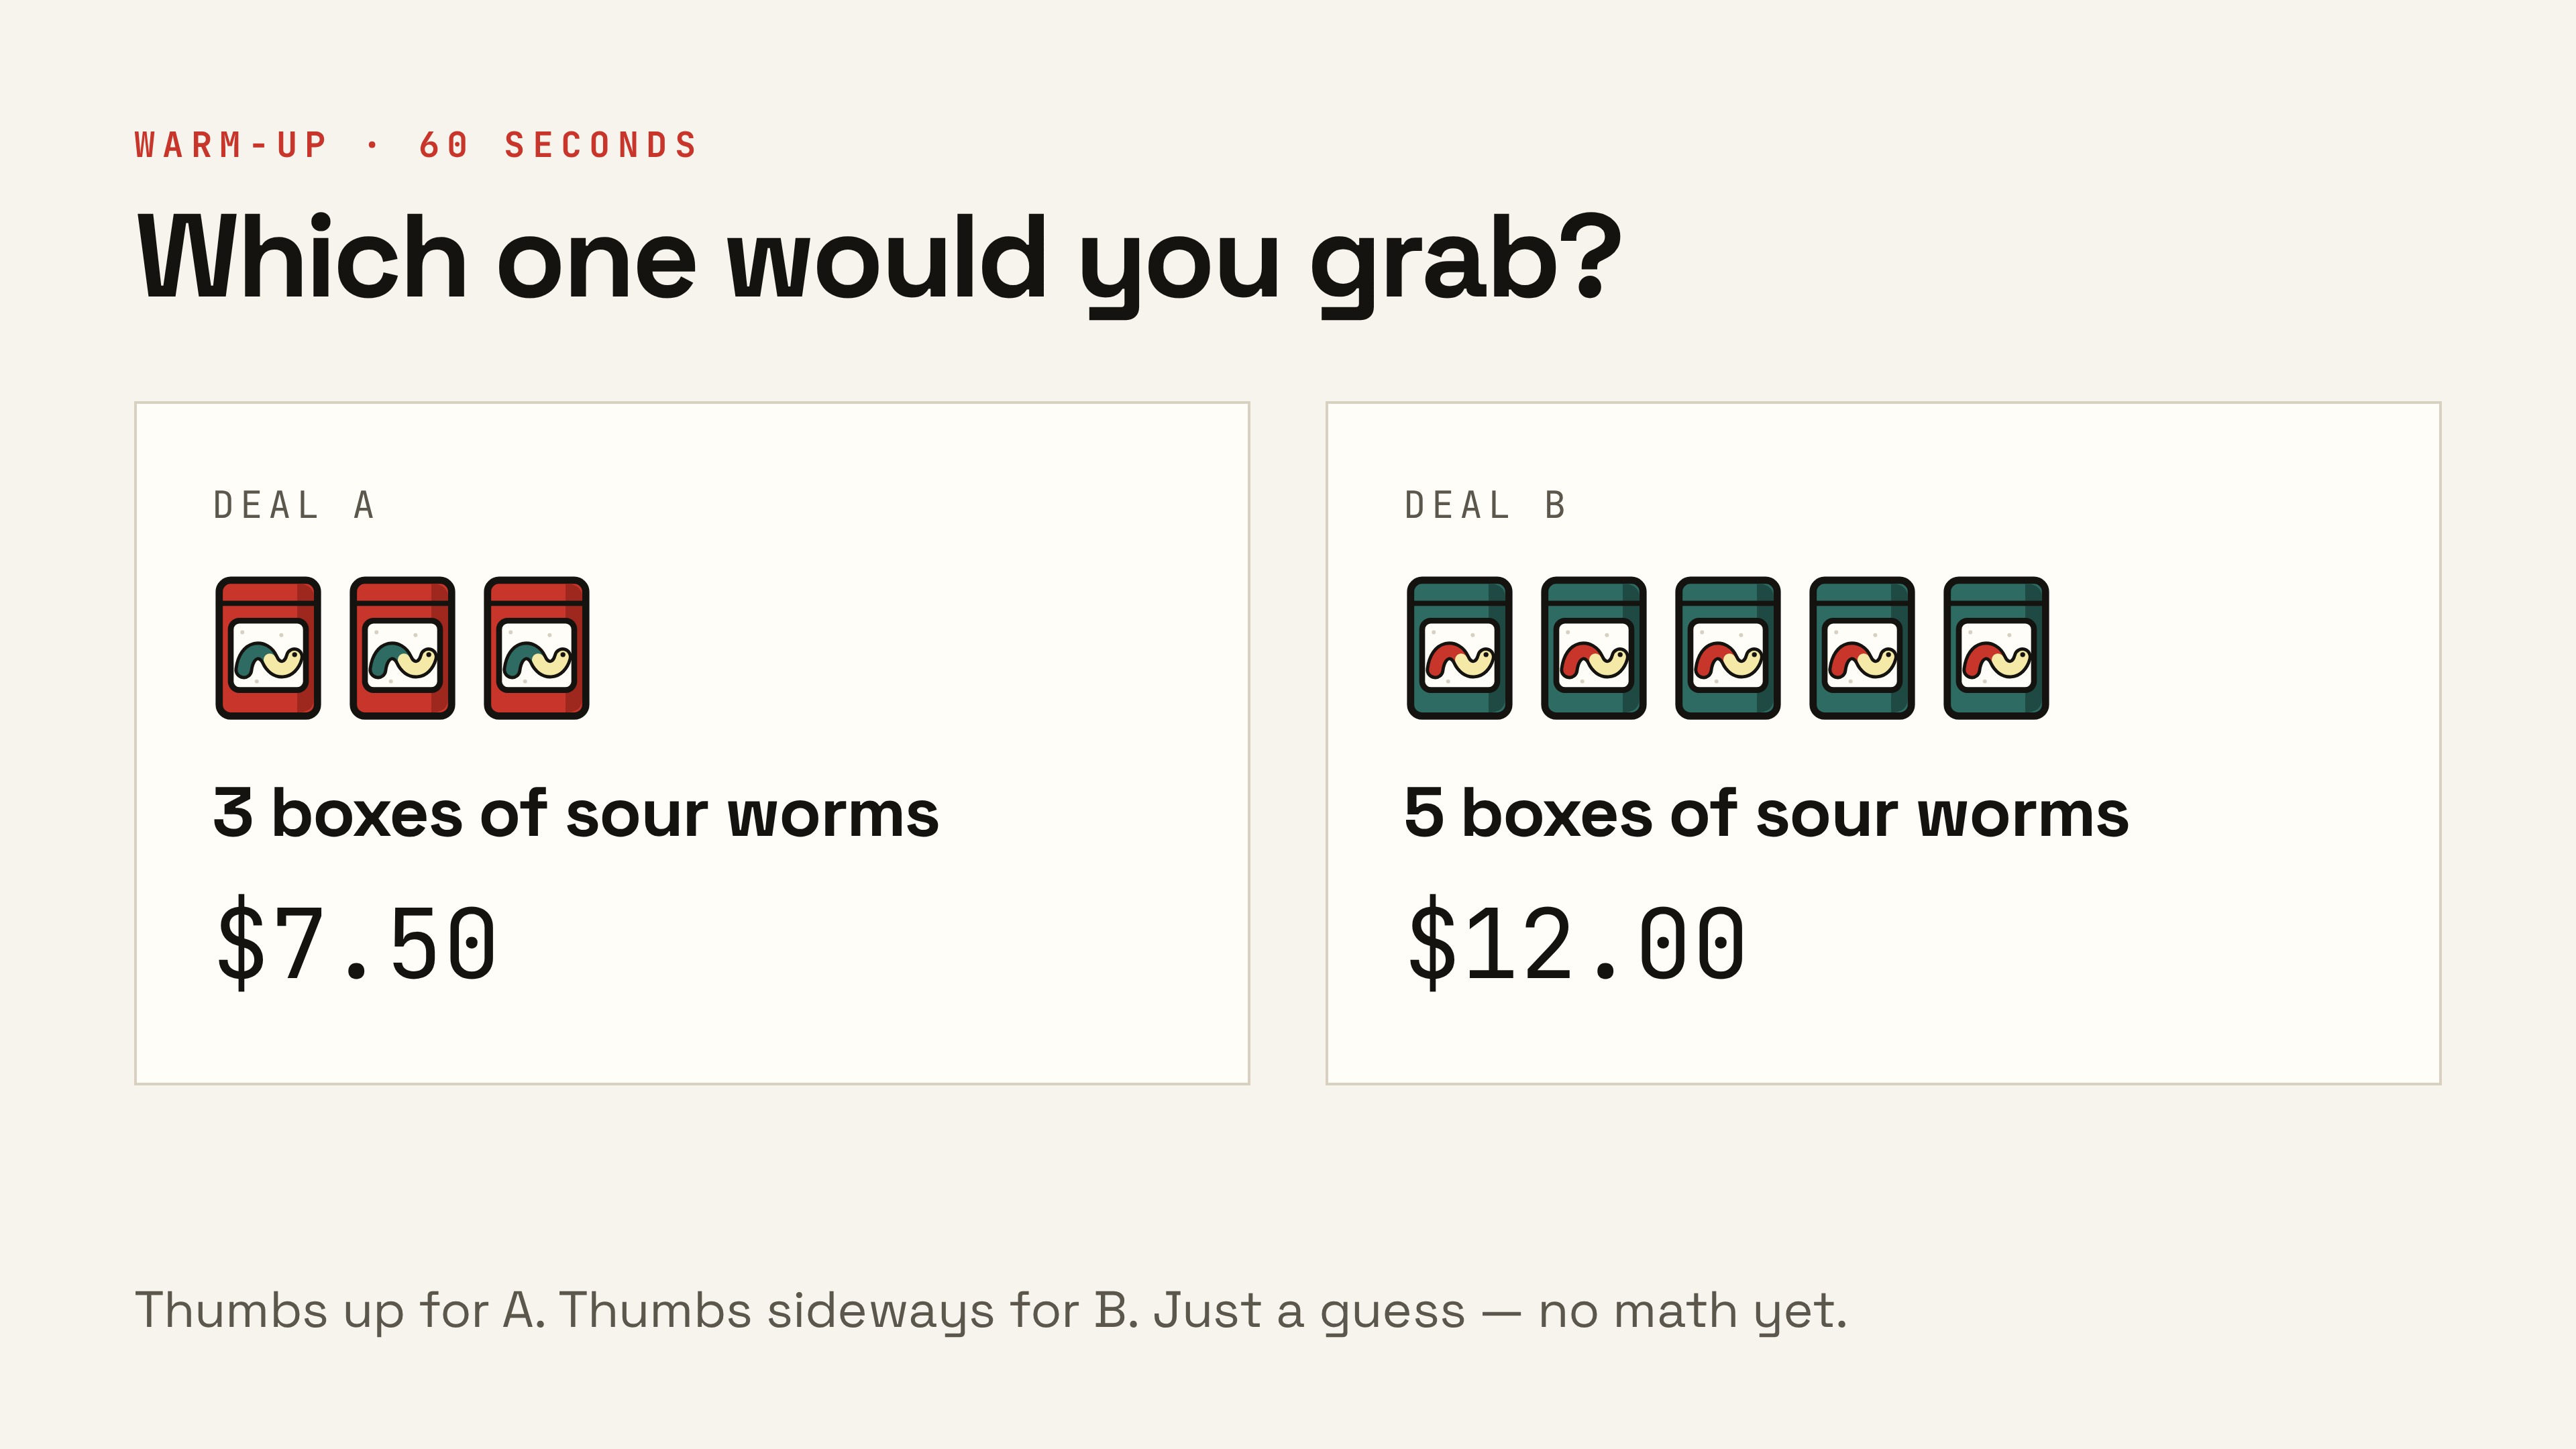 WARM-UP · 60 SECONDS
Which one would you grab?
DEAL A
3 boxes of sour worms
$7.50
DEAL B
5 boxes of sour worms
$12.00
Thumbs up for A. Thumbs sideways for B. Just a guess — no math yet.